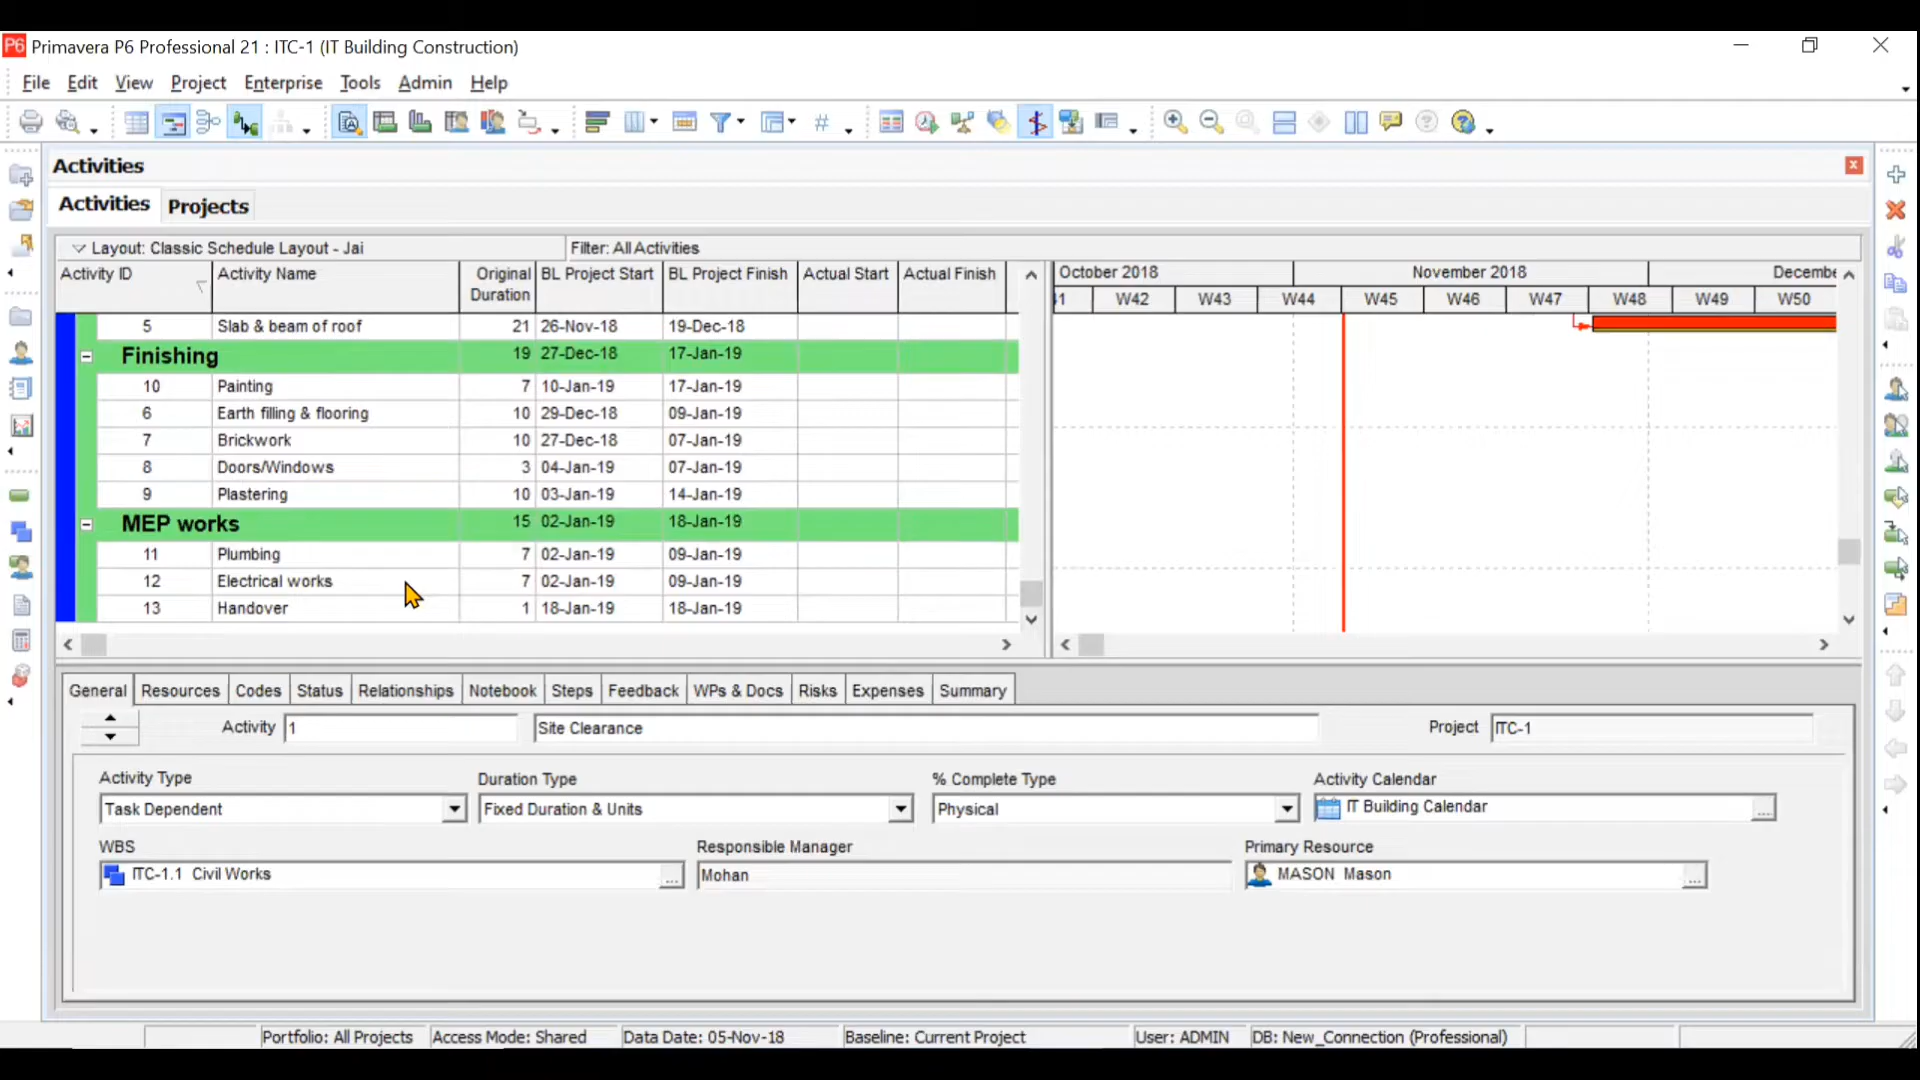 P6 Primavera P6 Professional 21 : ITC-1 (IT Building Construction)
File Edit View Project Enterprise Tools Admin Help
Activities
Activities Projects
Layout: Classic Schedule Layout - Jai Filter: All Activities
Activity ID Activity Name Original Duration BL Project Start BL Project Finish Actual Start Actual Finish
October 2018 November 2018 Decembe
41 W42 W43 W44 W45 W46 W47 W48 W49 W50
5 Slab & beam of roof 21 26-Nov-18 19-Dec-18
Finishing 19 27-Dec-18 17-Jan-19
10 Painting 7 10-Jan-19 17-Jan-19
6 Earth filling & flooring 10 29-Dec-18 09-Jan-19
7 Brickwork 10 27-Dec-18 07-Jan-19
8 Doors/Windows 3 04-Jan-19 07-Jan-19
9 Plastering 10 03-Jan-19 14-Jan-19
MEP works 15 02-Jan-19 18-Jan-19
11 Plumbing 7 02-Jan-19 09-Jan-19
12 Electrical works 7 02-Jan-19 09-Jan-19
13 Handover 1 18-Jan-19 18-Jan-19
General Resources Codes Status Relationships Notebook Steps Feedback WPs & Docs Risks Expenses Summary
Activity 1 Site Clearance Project ITC-1
Activity Type Duration Type % Complete Type Activity Calendar
Task Dependent Fixed Duration & Units Physical IT Building Calendar ...
WBS Responsible Manager Primary Resource
ITC-1.1 Civil Works ... Mohan MASON Mason ...
Portfolio: All Projects Access Mode: Shared Data Date: 05-Nov-18 Baseline: Current Project User: ADMIN DB: New_Connection (Professional)